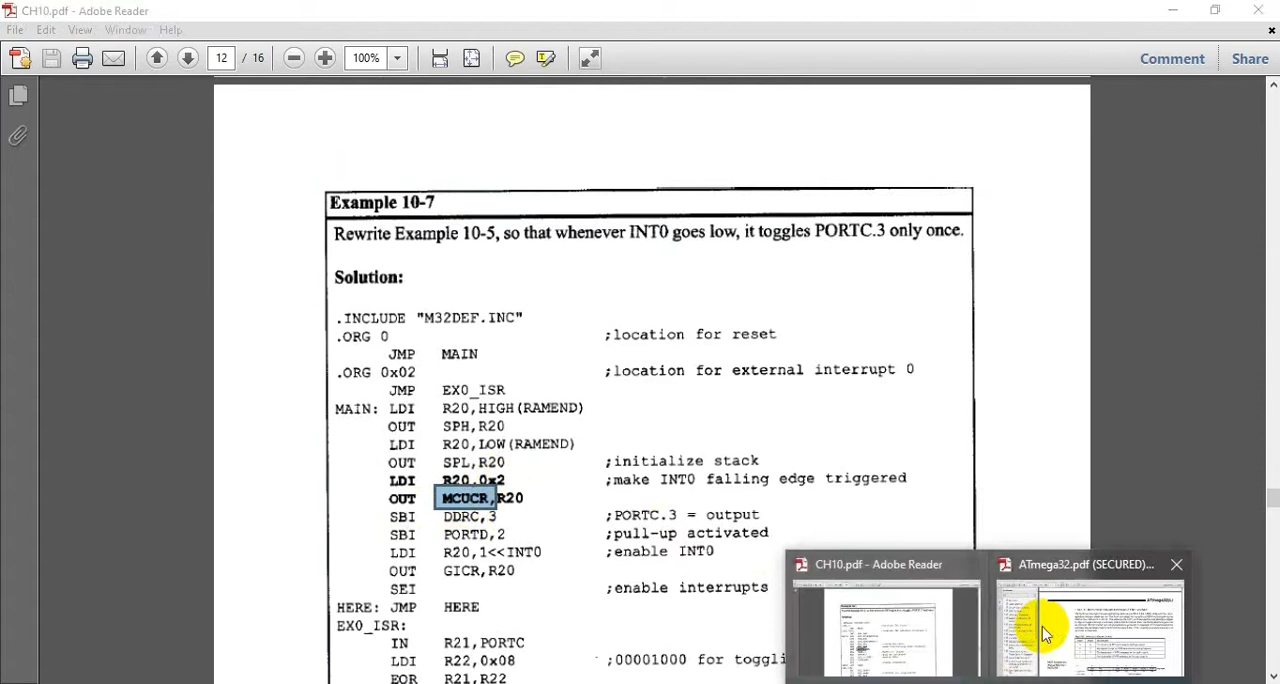 CH10.pdf - Adobe Reader
File Edit View Window Help
12 / 16 100% Comment Share
Example 10-7
Rewrite Example 10-5, so that whenever INT0 goes low, it toggles PORTC.3 only once.
Solution:
.INCLUDE "M32DEF.INC"
.ORG 0 ;location for reset
JMP MAIN
.ORG 0x02 ;location for external interrupt 0
JMP EX0_ISR
MAIN: LDI R20,HIGH(RAMEND)
OUT SPH,R20
LDI R20,LOW(RAMEND)
OUT SPL,R20 ;initialize stack
LDI R20,0x2 ;make INT0 falling edge triggered
OUT MCUCR,R20
SBI DDRC,3 ;PORTC.3 = output
SBI PORTD,2 ;pull-up activated
LDI R20,1<<INT0 ;enable INT0
OUT GICR,R20
SEI ;enable interrupts
HERE: JMP HERE
EX0_ISR:
IN R21,PORTC
LDI R22,0x08 ;00001000 for toggli
EOR R21,R22
CH10.pdf - Adobe Reader
ATmega32.pdf (SECURED)...